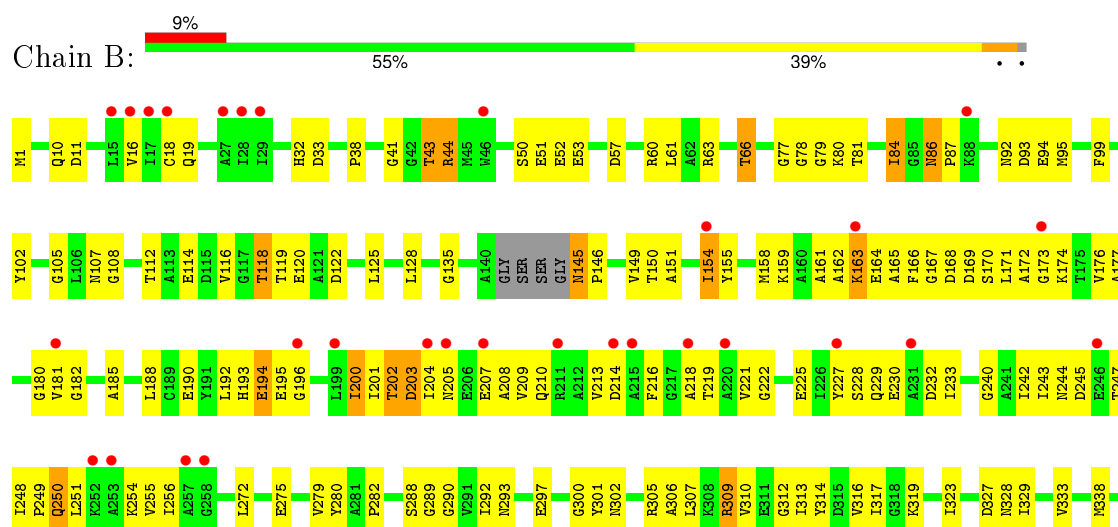 9%
Chain B:
55% 39% • •
M1 Q10 D11 L15 V16 I17 C18 Q19 A27 I28 I29 H32 D33 P38 G41 G42 T43 R44 M45 W46 S50 E51 E52 E53 D57 R60 L61 A62 R63 T66 G77 G78 G79 K80 T81 I84 G85 N86 P87 K88 N92 D93 E94 M95 F99
Y102 G105 L106 N107 G108 T112 A113 E114 D115 V116 G117 T118 T119 E120 A121 D122 L125 L128 G135 A140 GLY SER SER GLY N145 P146 V149 T150 A151 I154 Y155 M158 K159 A160 A161 A162 K163 E164 A165 F166 G167 D168 D169 S170 L171 A172 G173 K174 T175 V176 A177
G180 V181 G182 A185 L188 C189 E190 Y191 L192 H193 E194 E195 G196 L199 I200 I201 T202 D203 I204 N205 E206 E207 A208 V209 Q210 R211 A212 V213 D214 A215 F216 G217 A218 T219 A220 V221 G222 E225 I226 Y227 S228 Q229 E230 A231 D232 I233 G240 A241 I242 I243 N244 D245 E246 T247
I248 P249 Q250 L251 K252 A253 K254 V255 I256 A257 G258 L272 E275 V279 Y280 A281 P282 S288 G289 G290 V291 I292 N293 E297 G300 Y301 N302 R305 A306 L307 K308 R309 V310 E311 G312 I313 Y314 D315 V316 I317 G318 K319 I323 D327 N328 I329 V333 M338